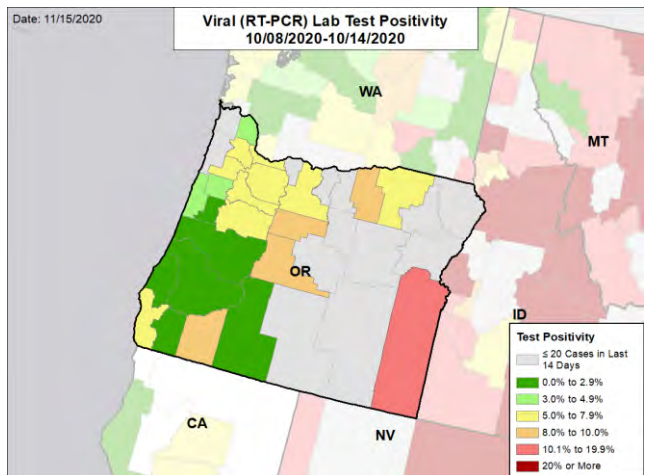 Date: 11/15/2020
Viral (RT-PCR) Lab Test Positivity
10/08/2020-10/14/2020
WA
MT
OR
ID
CA
NV
Test Positivity
≤ 20 Cases in Last
14 Days
0.0% to 2.9%
3.0% to 4.9%
5.0% to 7.9%
8.0% to 10.0%
10.1% to 19.9%
20% or More